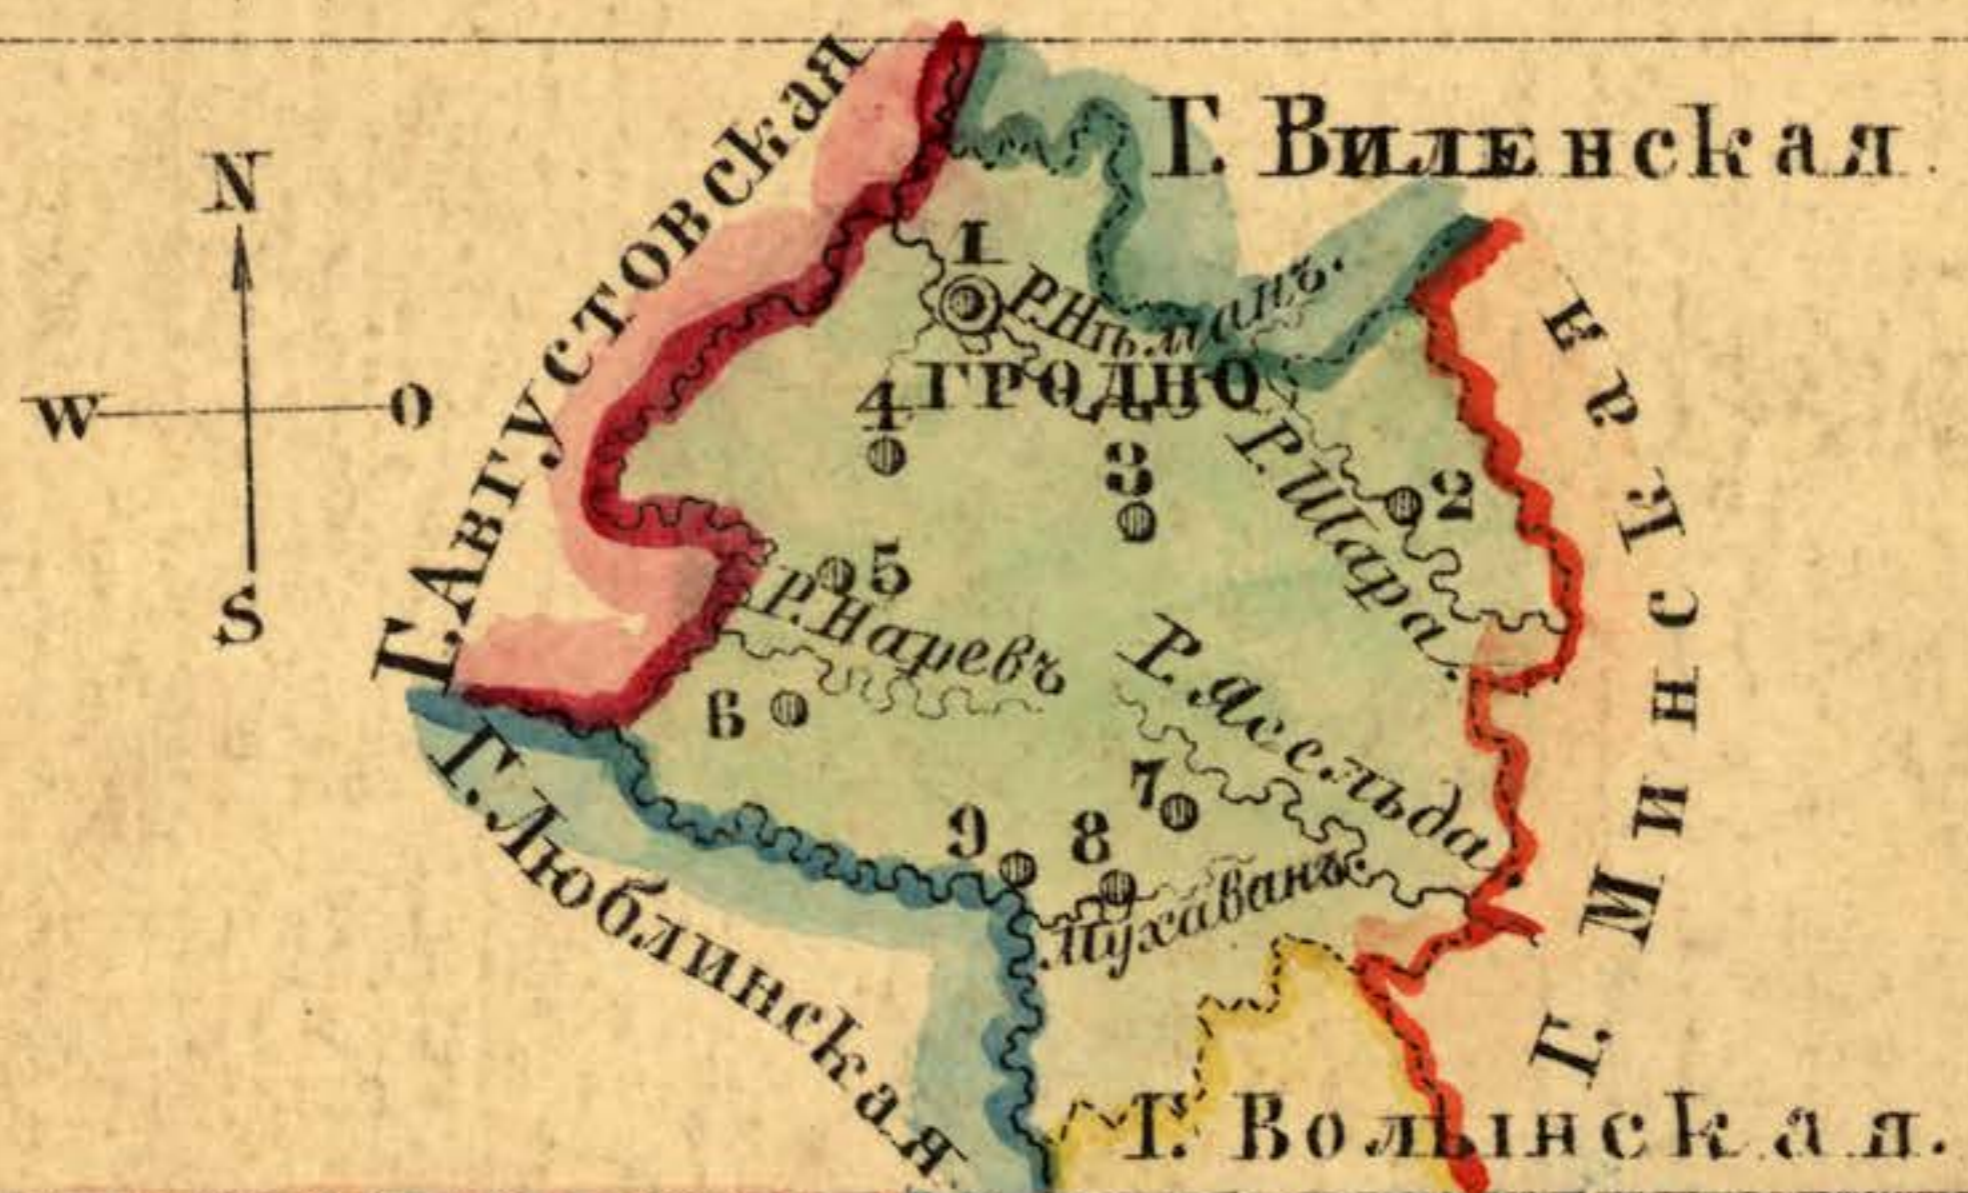 Г. Августовская
Г. Виленская.
N
W
O
S
1
Р. Нѣманъ.
ГРОДНО
4
3
2
Р. Шара.
5
Р. Наревъ
Р. Ясельда
6
7
9
8
Мухаванъ.
Г. Минская
Г. Люблинская
Г. Волынская.